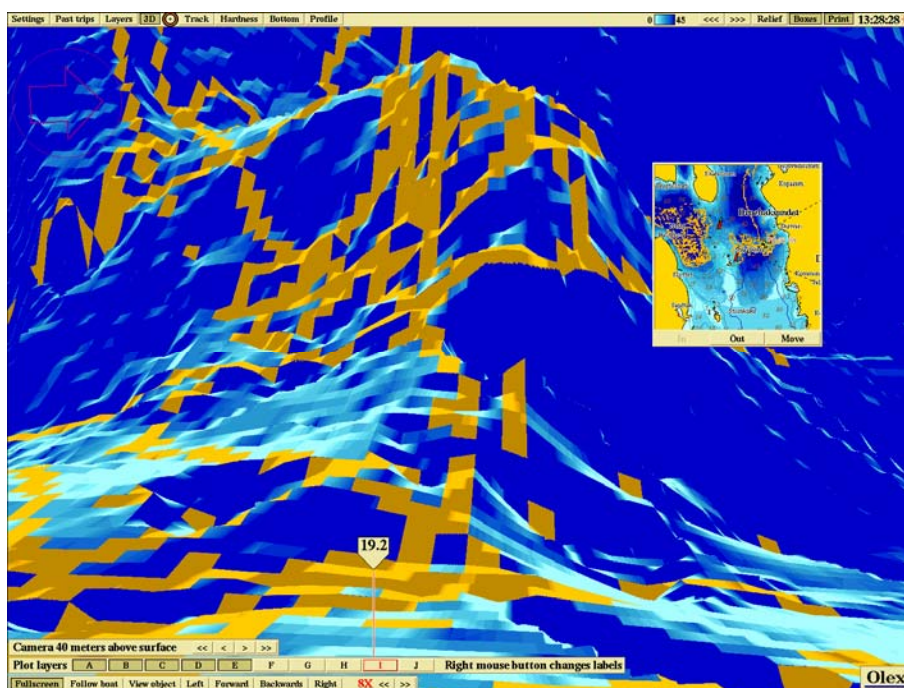 Settings Past trips Layers 3D Track Hardness Bottom Profile 0 45 <<< >>> Relief Boxes Print 13:28:28
In Out Move
19.2
Camera 40 meters above surface << < > >>
Plot layers A B C D E F G H I J Right mouse button changes labels
Fullscreen Follow boat View object Left Forward Backwards Right 8X << >>
Olex